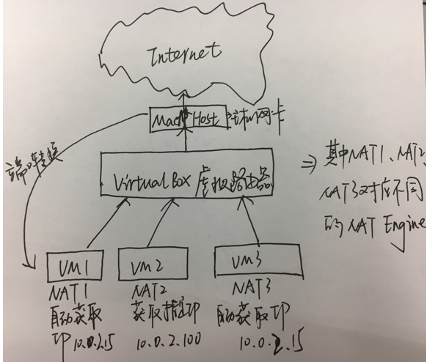 Internet
Mac Host 主机网卡
端口转换
VirtualBox 虚拟路由器
⇒ 其中NAT1、NAT2
NAT3对应不同
的NAT Engine
VM1
VM2
VM3
NAT1
自动获取
IP 10.0.2.15
NAT2
获取指定IP
10.0.2.100
NAT3
自动获取IP
10.0.2.15